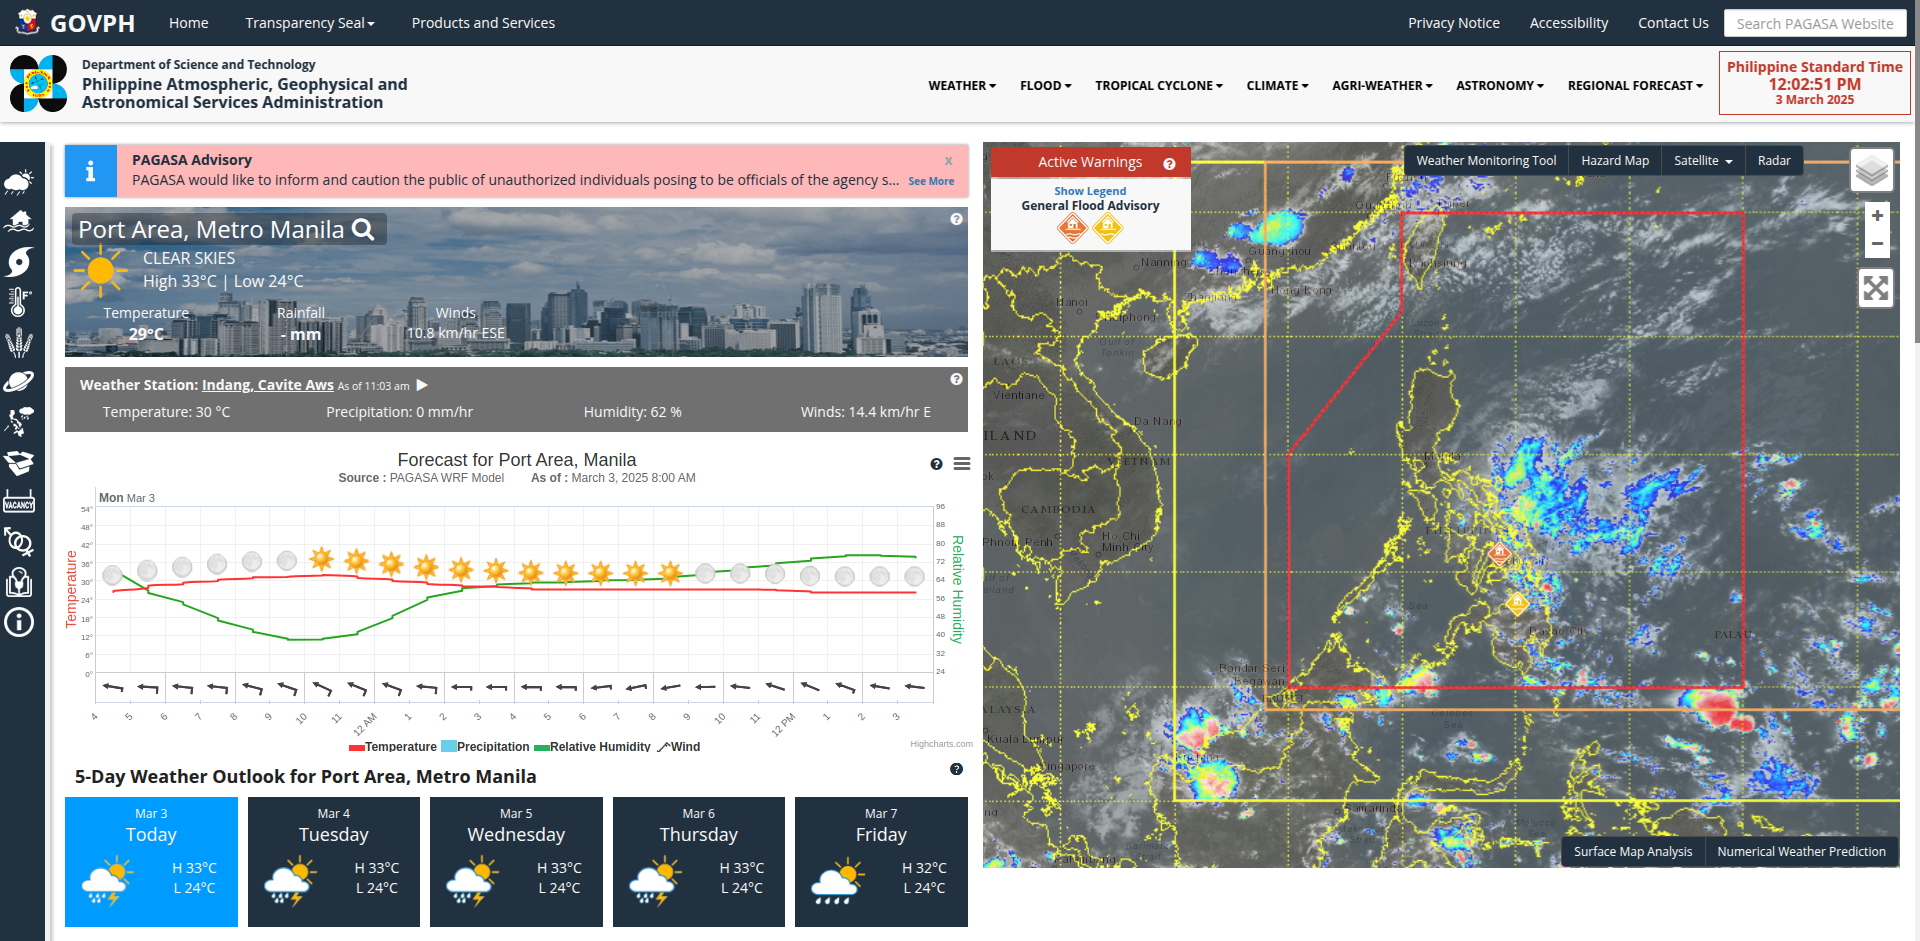 GOVPH
Home
Transparency Seal
Products and Services
Privacy Notice
Accessibility
Contact Us
Search PAGASA Website
Department of Science and Technology
Philippine Atmospheric, Geophysical and
Astronomical Services Administration
WEATHER
FLOOD
TROPICAL CYCLONE
CLIMATE
AGRI-WEATHER
ASTRONOMY
REGIONAL FORECAST
Philippine Standard Time
12:02:51 PM
3 March 2025
VACANCY
PAGASA Advisory
x
PAGASA would like to inform and caution the public of unauthorized individuals posing to be officials of the agency s... See More
Port Area, Metro Manila
CLEAR SKIES
High 33°C | Low 24°C
Temperature
29°C
Rainfall
- mm
Winds
10.8 km/hr ESE
Weather Station: Indang, Cavite Aws As of 11:03 am
Temperature: 30 °C
Precipitation: 0 mm/hr
Humidity: 62 %
Winds: 14.4 km/hr E
Forecast for Port Area, Manila
Source : PAGASA WRF Model As of : March 3, 2025 8:00 AM
Mon Mar 3
54°
48°
42°
36°
30°
24°
18°
12°
6°
0°
Temperature
96
88
80
72
64
56
48
40
32
24
Relative Humidity
4 5 6 7 8 9 10 11 12 AM 1 2 3 4 5 6 7 8 9 10 11 12 PM 1 2 3
Temperature Precipitation Relative Humidity Wind
Highcharts.com
5-Day Weather Outlook for Port Area, Metro Manila
Mar 3
Today
H 33°C
L 24°C
Mar 4
Tuesday
H 33°C
L 24°C
Mar 5
Wednesday
H 33°C
L 24°C
Mar 6
Thursday
H 33°C
L 24°C
Mar 7
Friday
H 32°C
L 24°C
Active Warnings
Show Legend
General Flood Advisory
Weather Monitoring Tool
Hazard Map
Satellite
Radar
+
−
Nanning
Guangzhou
Hong Kong
Hanoi
Haiphong
Gulf of
Tonkin
Kaohsiung
Vientiane
Da Nang
VIETNAM
CAMBODIA
Phnom Penh
Ho Chi
Minh City
Manila
Davao City
PALAU
Bandar Seri
Begawan
Kuala Lumpur
Singapore
Celebes
Sea
Samarinda
Surface Map Analysis
Numerical Weather Prediction